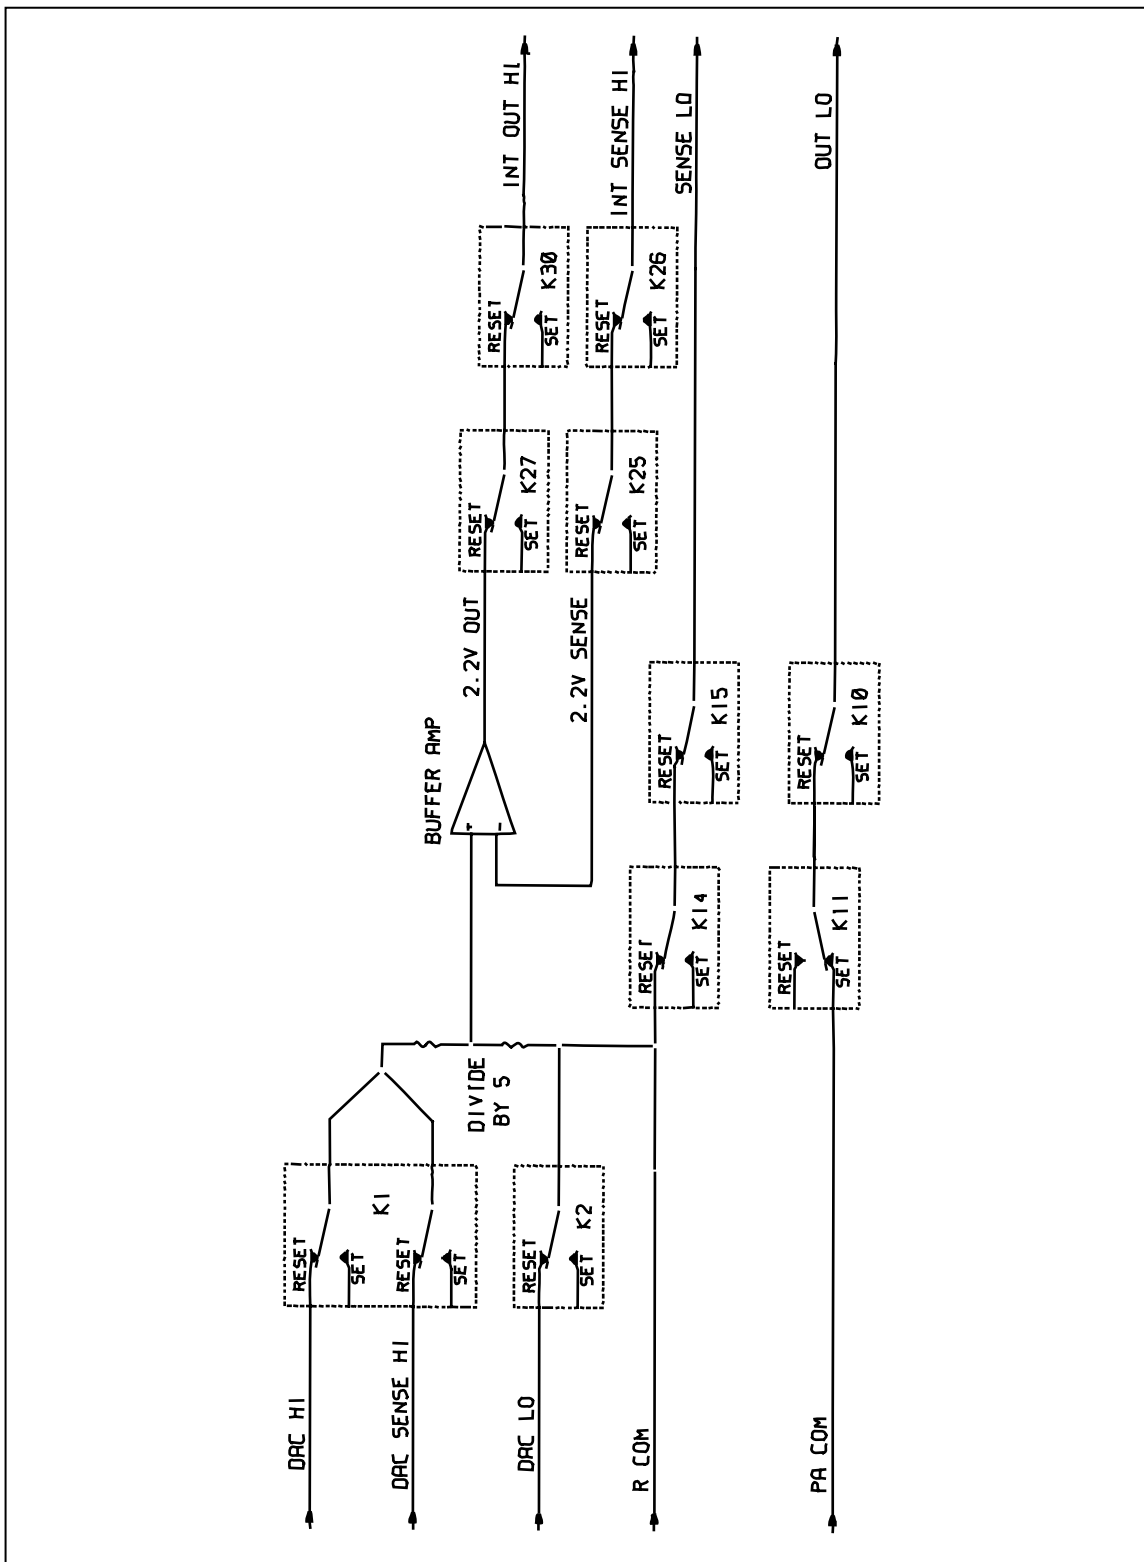 DAC HI
DAC SENSE HI
DAC LO
R COM
PA COM
RESET
SET
K1
RESET
SET
RESET
SET
K2
DIVIDE
BY 5
BUFFER AMP
+
-
2.2V OUT
2.2V SENSE
RESET
SET
K14
RESET
SET
K11
RESET
SET
K15
RESET
SET
K10
RESET
SET
K27
RESET
SET
K25
RESET
SET
K30
RESET
SET
K26
INT OUT HI
INT SENSE HI
SENSE LO
OUT LO